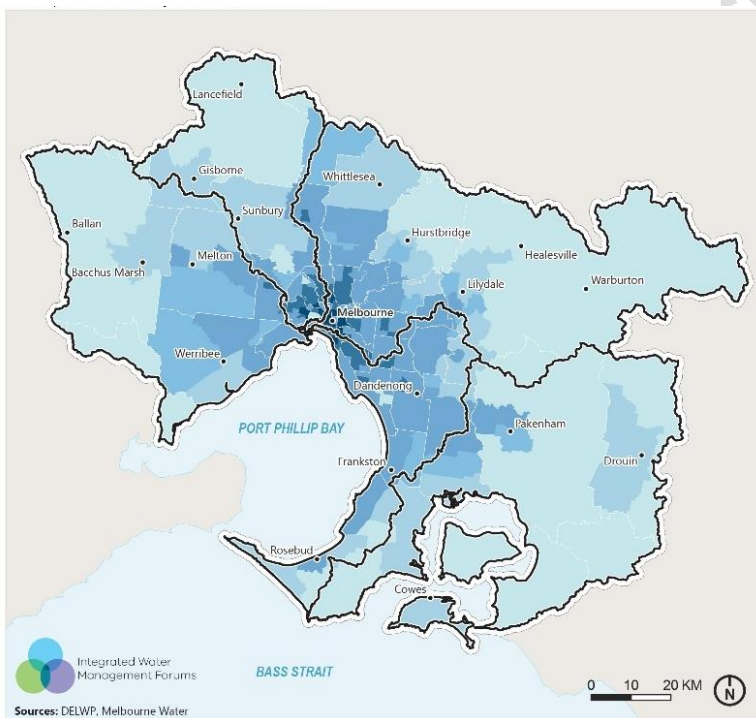 Lancefield
Gisborne
Whittlesea
Sunbury
Ballan
Hurstbridge
Healesville
Melton
Bacchus Marsh
Lilydale
Warburton
Melbourne
Werribee
Dandenong
PORT PHILLIP BAY
Pakenham
Frankston
Drouin
Rosebud
Cowes
Integrated Water
Management Forums
BASS STRAIT
0 10 20 KM
N
Sources: DELWP, Melbourne Water